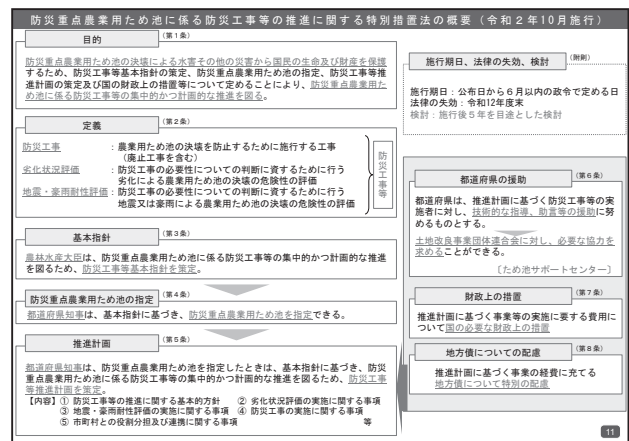 防災重点農業用ため池に係る防災工事等の推進に関する特別措置法の概要（令和２年10月施行）
目的
（第１条）
防災重点農業用ため池の決壊による水害その他の災害から国民の生命及び財産を保護
するため、防災工事等基本指針の策定、防災重点農業用ため池の指定、防災工事等推
進計画の策定及び国の財政上の措置等について定めることにより、防災重点農業用た
め池に係る防災工事等の集中的かつ計画的な推進を図る。
定義
（第２条）
防災工事　：農業用ため池の決壊を防止するために施行する工事
（廃止工事を含む）
劣化状況評価　：防災工事の必要性についての判断に資するために行う
劣化による農業用ため池の決壊の危険性の評価
地震・豪雨耐性評価：防災工事の必要性についての判断に資するために行う
地震又は豪雨による農業用ため池の決壊の危険性の評価
防災工事等
基本指針
（第３条）
農林水産大臣は、防災重点農業用ため池に係る防災工事等の集中的かつ計画的な推進
を図るため、防災工事等基本指針を策定。
防災重点農業用ため池の指定
（第４条）
都道府県知事は、基本指針に基づき、防災重点農業用ため池を指定できる。
推進計画
（第５条）
都道府県知事は、防災重点農業用ため池を指定したときは、基本指針に基づき、防災
重点農業用ため池に係る防災工事等の集中的かつ計画的な推進を図るため、防災工事
等推進計画を策定。
【内容】① 防災工事等の推進に関する基本的方針　② 劣化状況評価の実施に関する事項
③ 地震・豪雨耐性評価の実施に関する事項　④ 防災工事の実施に関する事項
⑤ 市町村との役割分担及び連携に関する事項　等
施行期日、法律の失効、検討
（附則）
施行期日：公布日から６月以内の政令で定める日
法律の失効：令和12年度末
検討：施行後５年を目途とした検討
都道府県の援助
（第６条）
都道府県は、推進計画に基づく防災工事等の実
施者に対し、技術的な指導、助言等の援助に努
めるものとする。
土地改良事業団体連合会に対し、必要な協力を
求めることができる。
〔ため池サポートセンター〕
財政上の措置
（第７条）
推進計画に基づく事業等の実施に要する費用に
ついて国の必要な財政上の措置
地方債についての配慮
（第８条）
推進計画に基づく事業の経費に充てる
地方債について特別の配慮
11